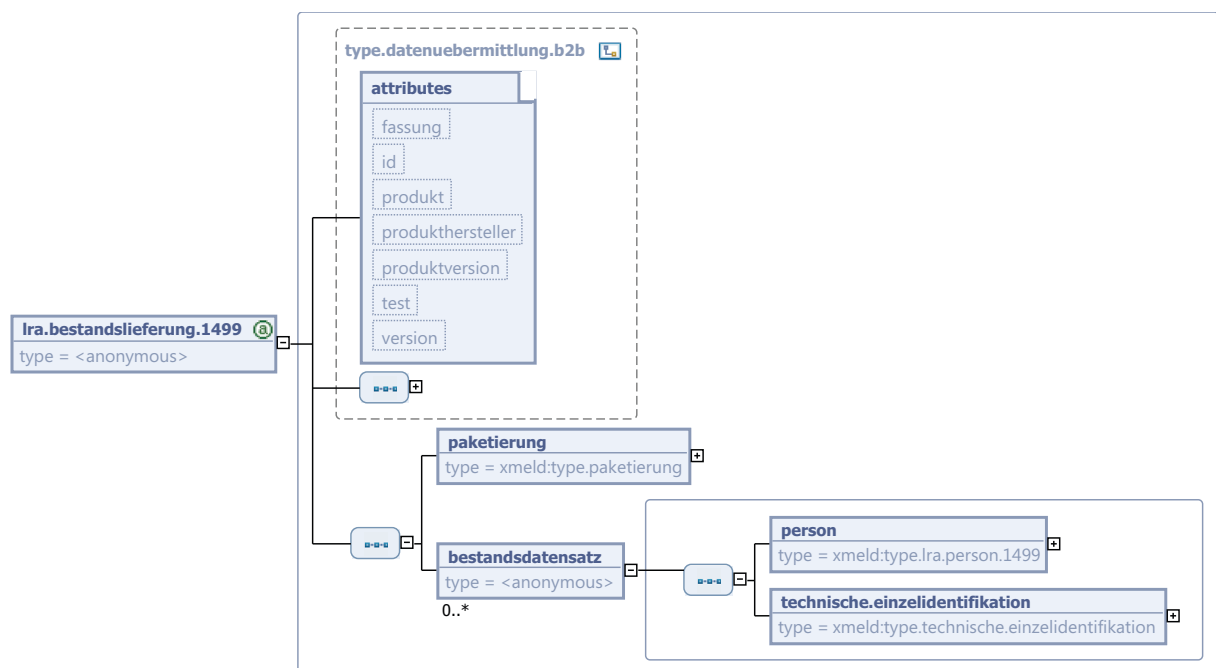 type.datenuebermittlung.b2b
attributes
fassung
id
produkt
produkthersteller
produktversion
test
version
lra.bestandslieferung.1499
type = <anonymous>
paketierung
type = xmeld:type.paketierung
bestandsdatensatz
type = <anonymous>
0..*
person
type = xmeld:type.lra.person.1499
technische.einzelidentifikation
type = xmeld:type.technische.einzelidentifikation